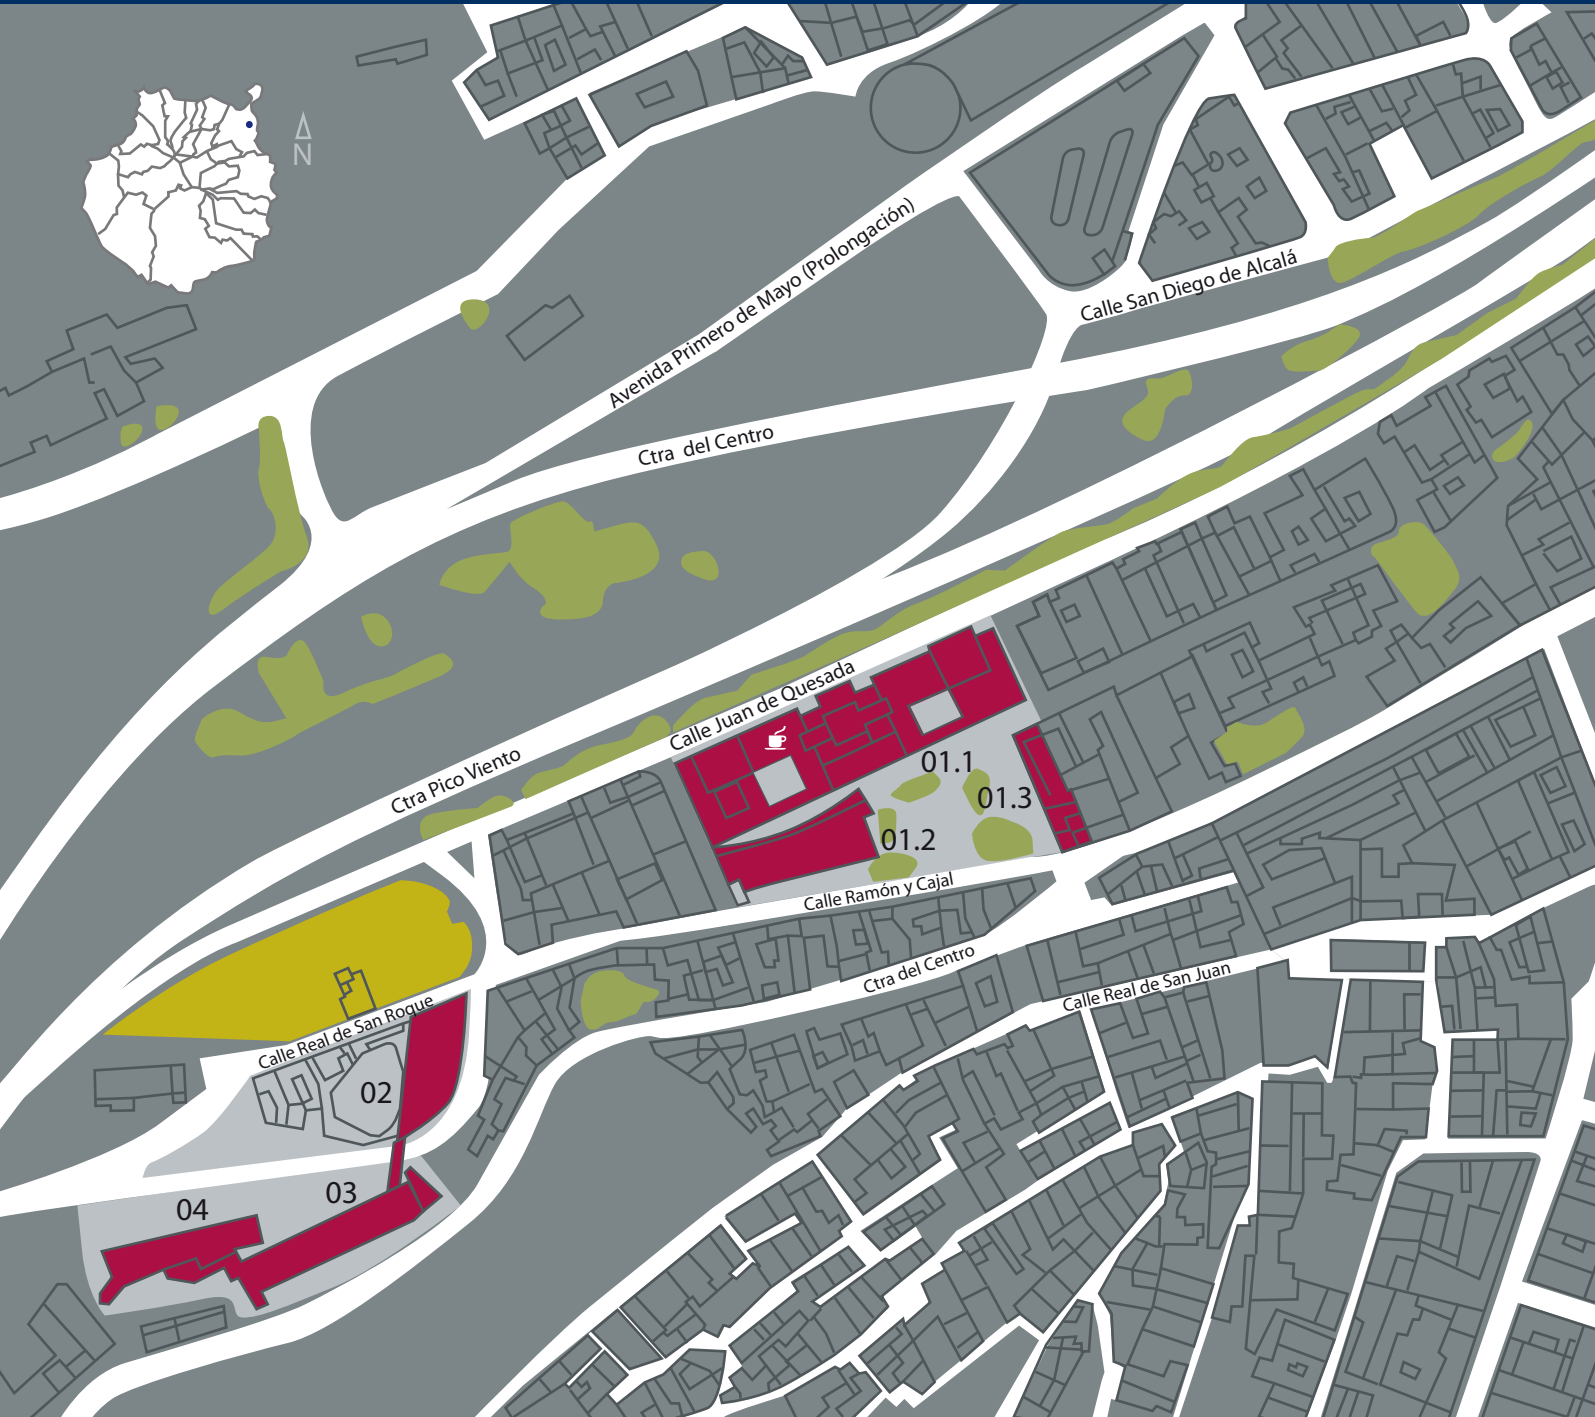 N
Avenida Primero de Mayo (Prolongación)
Calle San Diego de Alcalá
Ctra del Centro
Calle Juan de Quesada
Ctra Pico Viento
01.1
01.3
01.2
Calle Ramón y Cajal
Ctra del Centro
Calle Real de San Juan
Calle Real de San Roque
02
03
04